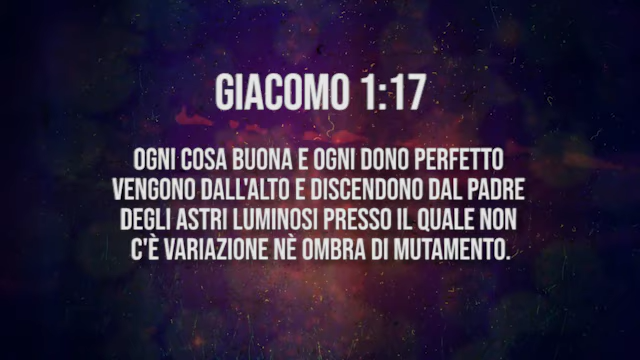 GIACOMO 1:17
OGNI COSA BUONA E OGNI DONO PERFETTO
VENGONO DALL'ALTO E DISCENDONO DAL PADRE
DEGLI ASTRI LUMINOSI PRESSO IL QUALE NON
C'È VARIAZIONE NÈ OMBRA DI MUTAMENTO.